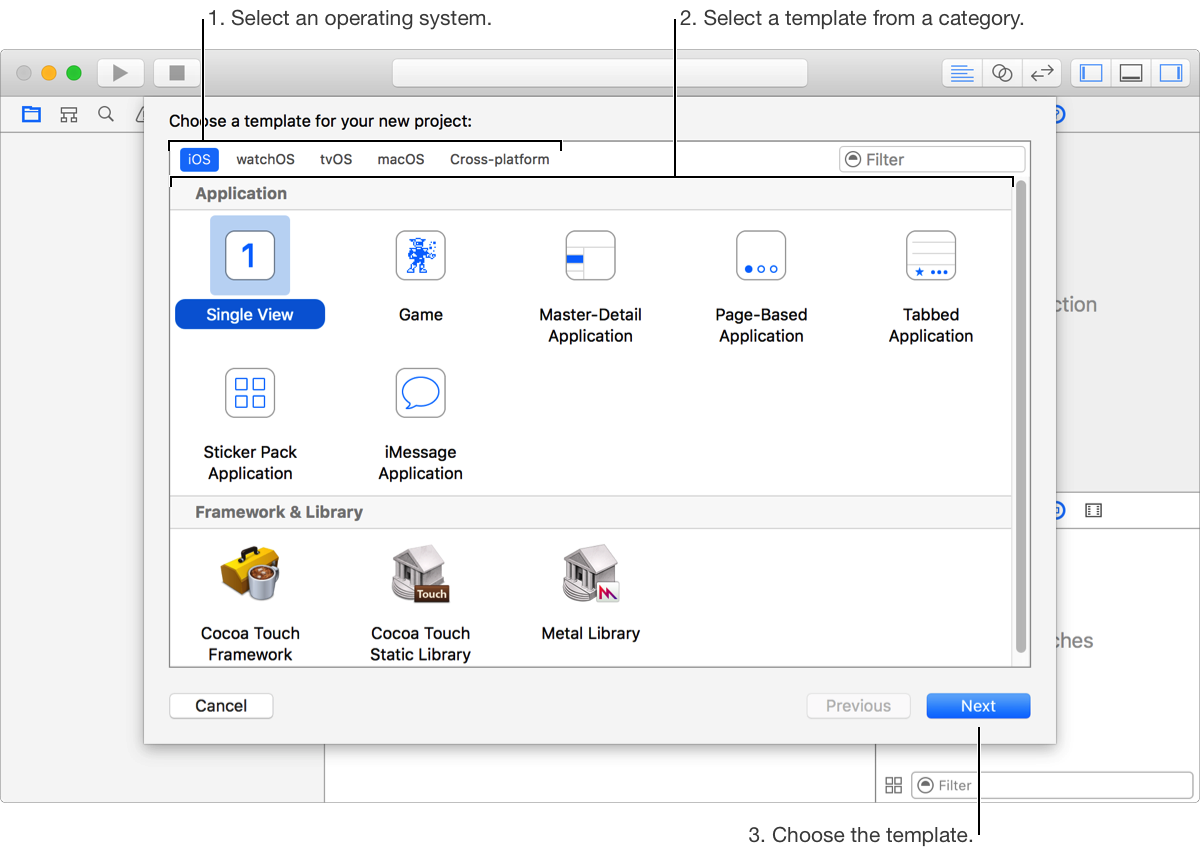 1. Select an operating system.
2. Select a template from a category.
Choose a template for your new project:
iOS
watchOS
tvOS
macOS
Cross-platform
Filter
Application
1
Single View
Game
Master-Detail
Application
Page-Based
Application
Tabbed
Application
Sticker Pack
Application
iMessage
Application
Framework & Library
Touch
Cocoa Touch
Framework
Cocoa Touch
Static Library
Metal Library
Cancel
Previous
Next
ction
ches
Filter
3. Choose the template.